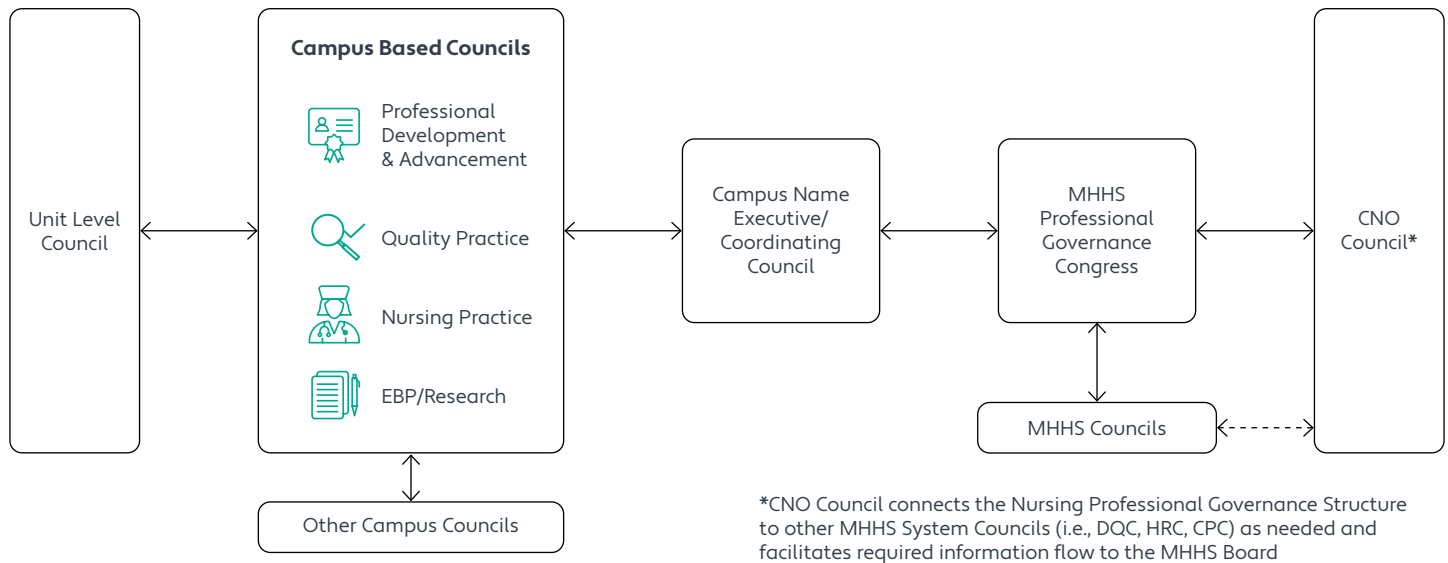 Unit Level
Council
Campus Based Councils
Professional
Development
& Advancement
Quality Practice
Nursing Practice
EBP/Research
Other Campus Councils
Campus Name
Executive/
Coordinating
Council
MHHS
Professional
Governance
Congress
MHHS Councils
CNO
Council*
*CNO Council connects the Nursing Professional Governance Structure
to other MHHS System Councils (i.e., DQC, HRC, CPC) as needed and
facilitates required information flow to the MHHS Board